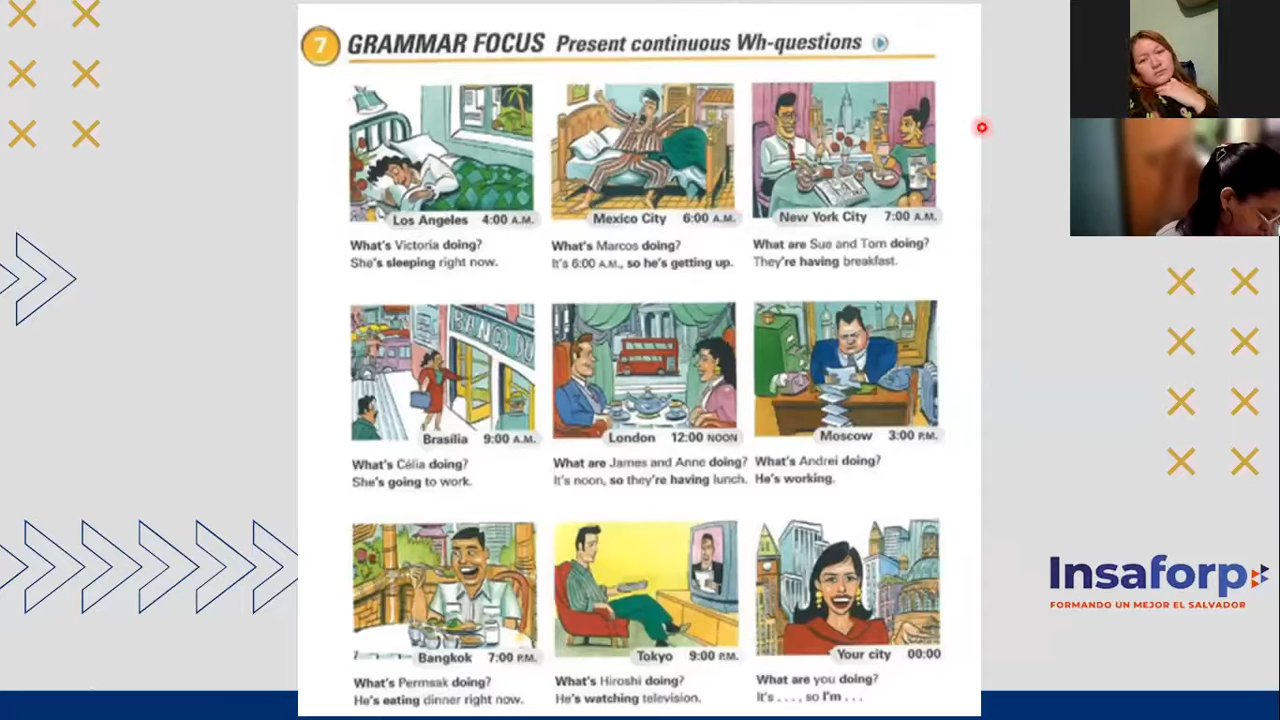 7 GRAMMAR FOCUS Present continuous Wh-questions
Los Angeles 4:00 A.M.
What's Victoria doing?
She's sleeping right now.
Mexico City 6:00 A.M.
What's Marcos doing?
It's 6:00 A.M., so he's getting up.
New York City 7:00 A.M.
What are Sue and Tom doing?
They're having breakfast.
BANCO DO
Brasília 9:00 A.M.
What's Célia doing?
She's going to work.
London 12:00 NOON
What are James and Anne doing?
It's noon, so they're having lunch.
Moscow 3:00 P.M.
What's Andrei doing?
He's working.
Bangkok 7:00 P.M.
What's Permsak doing?
He's eating dinner right now.
Tokyo 9:00 P.M.
What's Hiroshi doing?
He's watching television.
Your city 00:00
What are you doing?
It's . . . , so I'm . . .
Insaforp
FORMANDO UN MEJOR EL SALVADOR